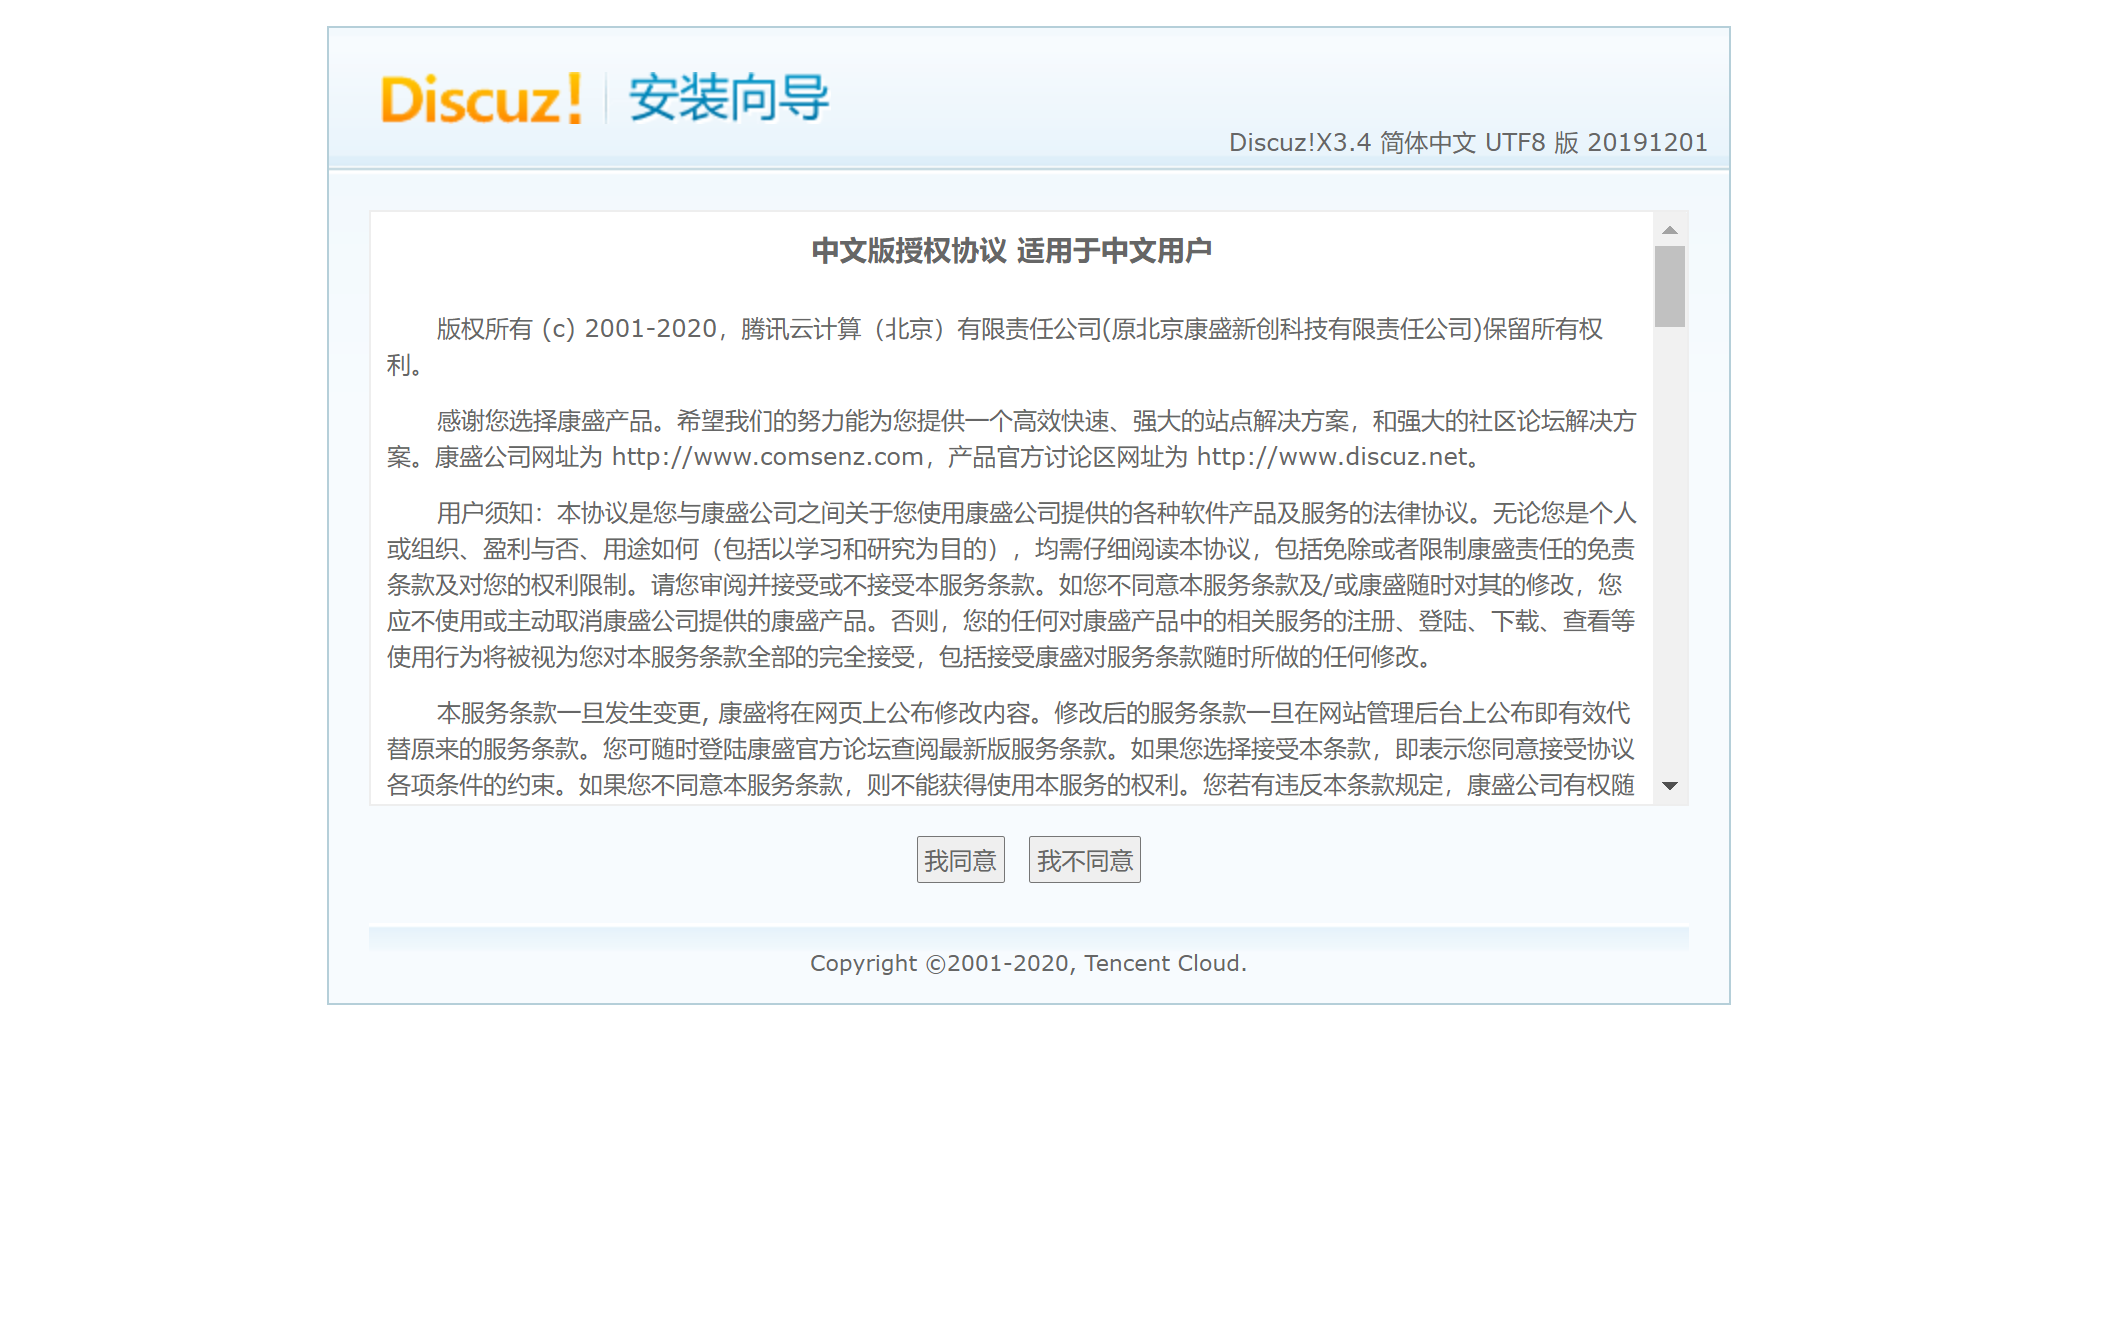 Discuz! 安装向导
Discuz!X3.4 简体中文 UTF8 版 20191201
中文版授权协议 适用于中文用户
版权所有 (c) 2001-2020，腾讯云计算（北京）有限责任公司(原北京康盛新创科技有限责任公司)保留所有权
利。
感谢您选择康盛产品。希望我们的努力能为您提供一个高效快速、强大的站点解决方案，和强大的社区论坛解决方
案。康盛公司网址为 http://www.comsenz.com，产品官方讨论区网址为 http://www.discuz.net。
用户须知：本协议是您与康盛公司之间关于您使用康盛公司提供的各种软件产品及服务的法律协议。无论您是个人
或组织、盈利与否、用途如何（包括以学习和研究为目的），均需仔细阅读本协议，包括免除或者限制康盛责任的免责
条款及对您的权利限制。请您审阅并接受或不接受本服务条款。如您不同意本服务条款及/或康盛随时对其的修改，您
应不使用或主动取消康盛公司提供的康盛产品。否则，您的任何对康盛产品中的相关服务的注册、登陆、下载、查看等
使用行为将被视为您对本服务条款全部的完全接受，包括接受康盛对服务条款随时所做的任何修改。
本服务条款一旦发生变更, 康盛将在网页上公布修改内容。修改后的服务条款一旦在网站管理后台上公布即有效代
替原来的服务条款。您可随时登陆康盛官方论坛查阅最新版服务条款。如果您选择接受本条款，即表示您同意接受协议
各项条件的约束。如果您不同意本服务条款，则不能获得使用本服务的权利。您若有违反本条款规定，康盛公司有权随
我同意 我不同意
Copyright ©2001-2020, Tencent Cloud.